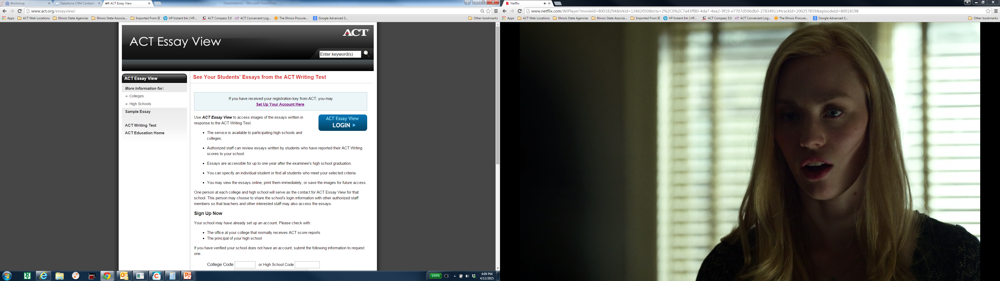 Workshop
Salesforce CRM Content:
ACT ACT Essay View
www.act.org/essayview/
Apps ACT Web Locations Illinois State Agencies Illinois State Associa... Imported From IE HP Instant Ink | HP... ACT Compass 5.0 ACT Convercent Log... The Illinois Procure... Google Advanced S... Other bookmarks
ACT Essay View
ACT
Enter keyword(s)
ACT Essay View
More Information for:
Colleges
High Schools
Sample Essay
ACT Writing Test
ACT Education Home
See Your Students' Essays from the ACT Writing Test
If you have received your registration key from ACT, you may
Set Up Your Account Here.
Use ACT Essay View to access images of the essays written in
response to the ACT Writing Test.
ACT Essay View
LOGIN
• The service is available to participating high schools and
colleges.
• Authorized staff can review essays written by students who have reported their ACT Writing
scores to your school.
• Essays are accessible for up to one year after the examinee's high school graduation.
• You can specify an individual student or find all students who meet your selected criteria.
• You may view the essays online, print them immediately, or save the images for future access.
One person at each college and high school will serve as the contact for ACT Essay View for that
school. This person may choose to share the school's login information with other authorized staff
members so that teachers and other interested staff may also access the essays.
Sign Up Now
Your school may have already set up an account. Please check with:
• The office at your college that normally receives ACT score reports
• The principal of your high school
If you have verified your school does not have an account, submit the following information to request
one.
College Code or High School Code
100%
4:09 PM
4/12/2015
Netflix
www.netflix.com/WiPlayer?movieid=80018294&trkid=13462050&tctx=2%2C0%2C7a43ff80-4da7-4ea2-9f19-e7707d596db0-27834911#trackId=200257859&episodeId=80018198
Apps ACT Web Locations Illinois State Agencies Illinois State Associa... Imported From IE HP Instant Ink | HP... ACT Compass 5.0 ACT Convercent Log... The Illinois Procure... Google Advanced S... Other bookmarks